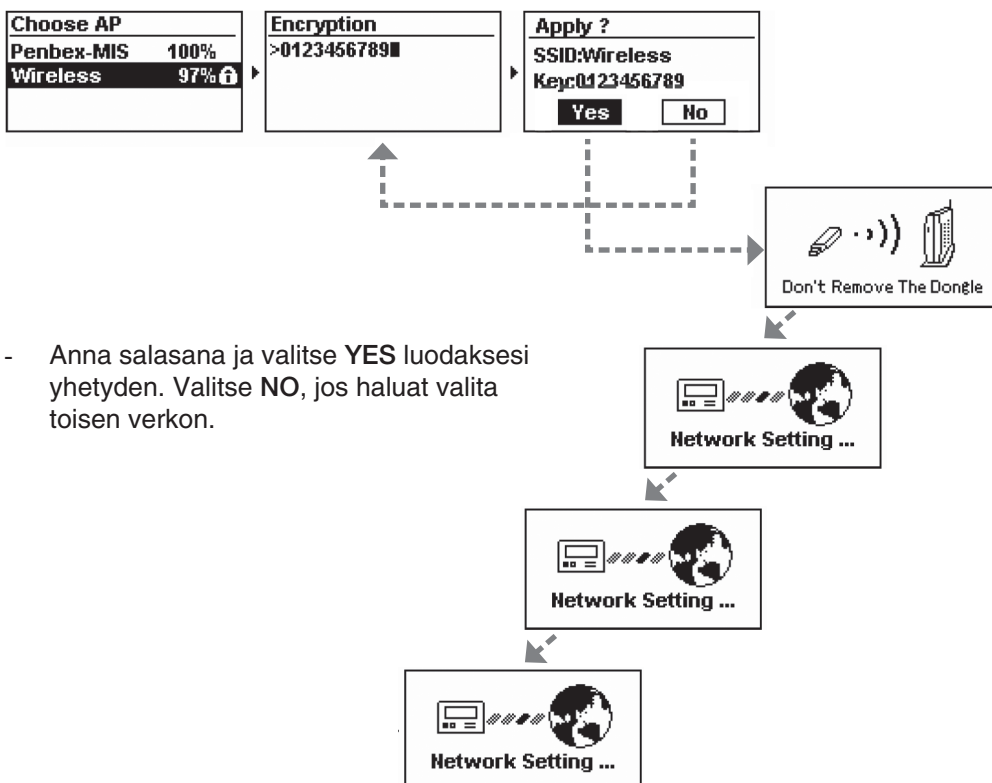 Choose AP
Penbex-MIS 100%
Wireless 97%
Encryption
>0123456789
Apply ?
SSID:Wireless
Key:0123456789
Yes No
Don't Remove The Dongle
- Anna salasana ja valitse YES luodaksesi
yhetyden. Valitse NO, jos haluat valita
toisen verkon.
Network Setting ...
Network Setting ...
Network Setting ...